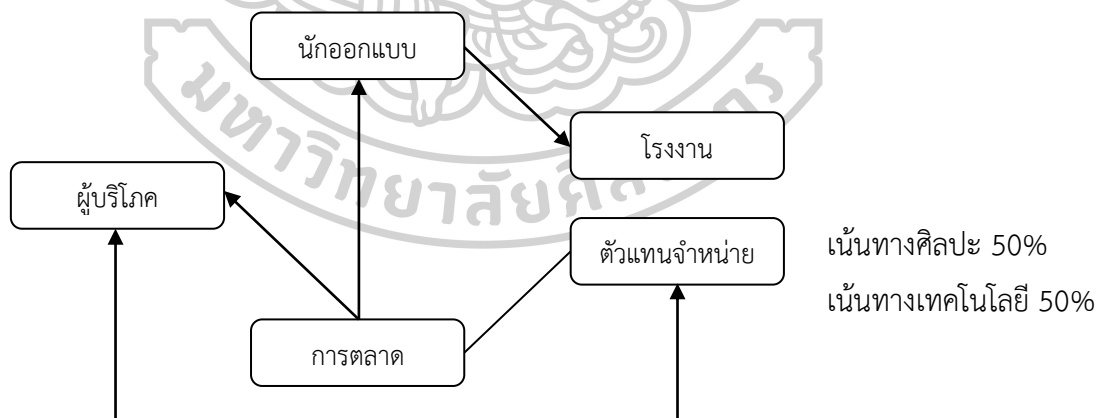 นักออกแบบ
โรงงาน
ผู้บริโภค
ตัวแทนจำหน่าย
เน้นทางศิลปะ 50%
เน้นทางเทคโนโลยี 50%
การตลาด